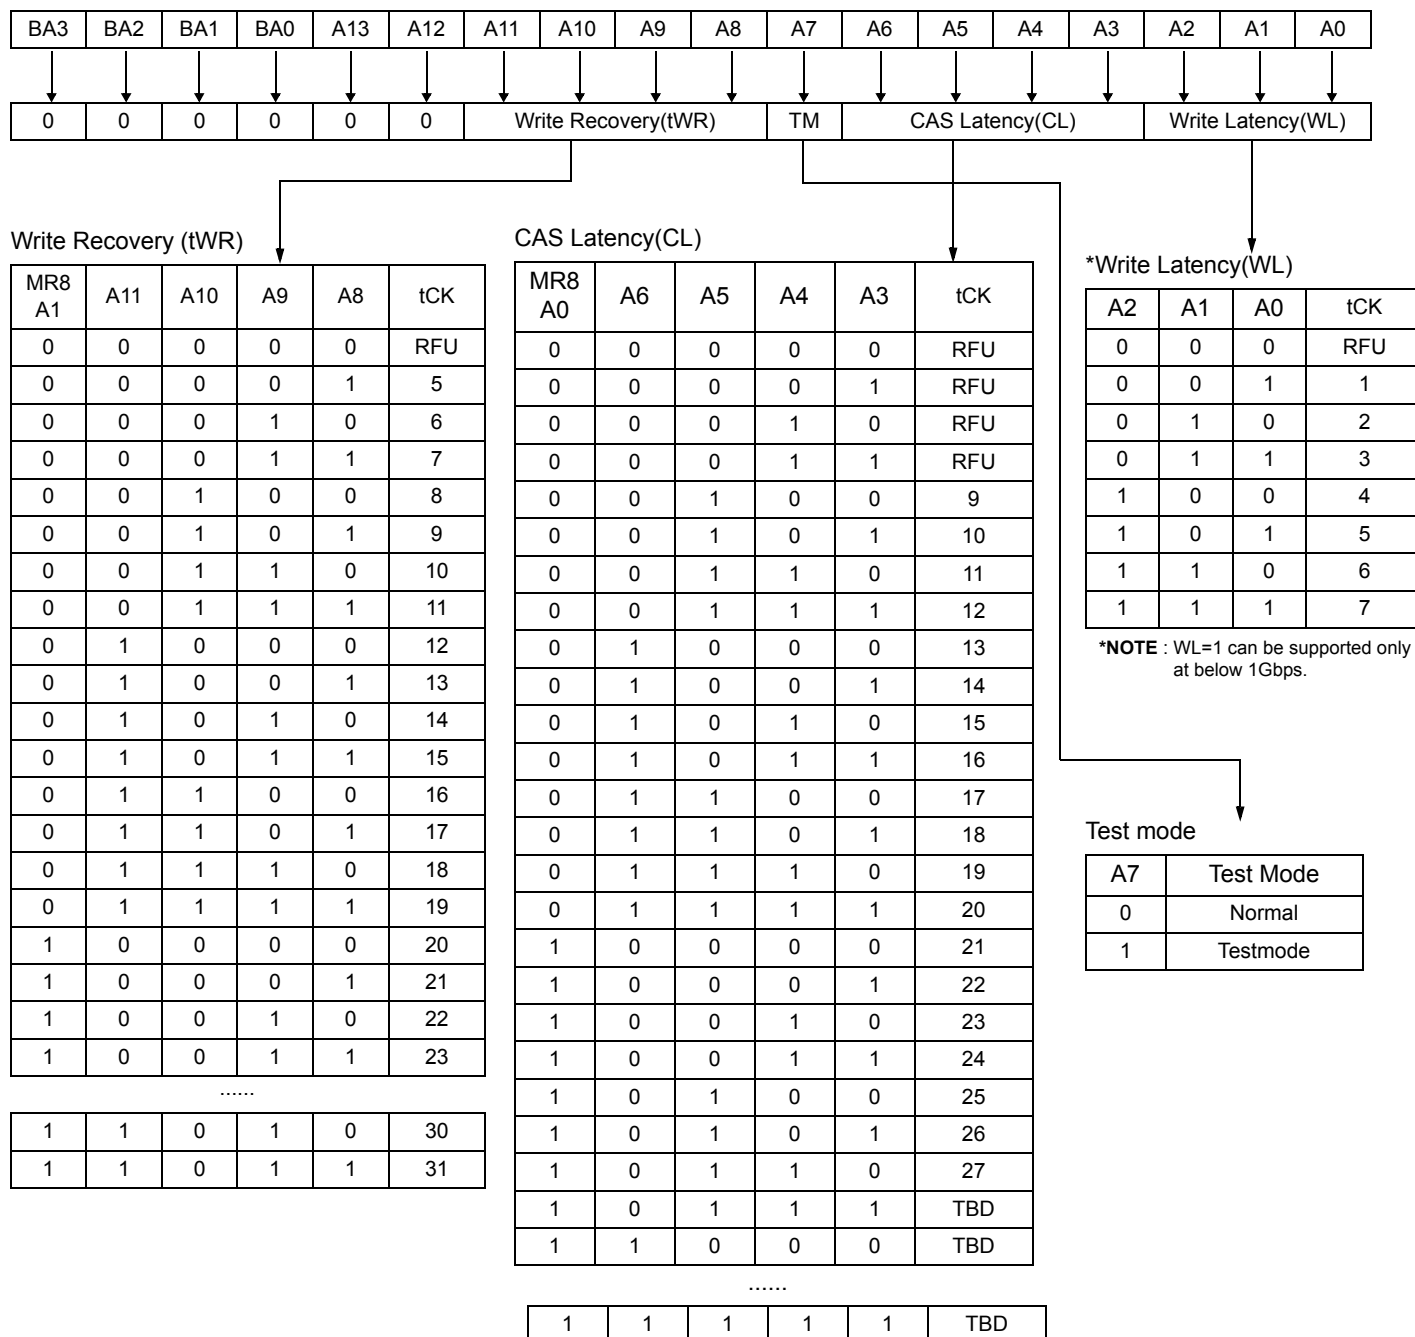 BA3 BA2 BA1 BA0 A13 A12 A11 A10 A9 A8 A7 A6 A5 A4 A3 A2 A1 A0
0 0 0 0 0 0 Write Recovery(tWR) TM CAS Latency(CL) Write Latency(WL)
Write Recovery (tWR)
MR8 A1 A11 A10 A9 A8 tCK
0 0 0 0 0 RFU
0 0 0 0 1 5
0 0 0 1 0 6
0 0 0 1 1 7
0 0 1 0 0 8
0 0 1 0 1 9
0 0 1 1 0 10
0 0 1 1 1 11
0 1 0 0 0 12
0 1 0 0 1 13
0 1 0 1 0 14
0 1 0 1 1 15
0 1 1 0 0 16
0 1 1 0 1 17
0 1 1 1 0 18
0 1 1 1 1 19
1 0 0 0 0 20
1 0 0 0 1 21
1 0 0 1 0 22
1 0 0 1 1 23
......
1 1 0 1 0 30
1 1 0 1 1 31
CAS Latency(CL)
MR8 A0 A6 A5 A4 A3 tCK
0 0 0 0 0 RFU
0 0 0 0 1 RFU
0 0 0 1 0 RFU
0 0 0 1 1 RFU
0 0 1 0 0 9
0 0 1 0 1 10
0 0 1 1 0 11
0 0 1 1 1 12
0 1 0 0 0 13
0 1 0 0 1 14
0 1 0 1 0 15
0 1 0 1 1 16
0 1 1 0 0 17
0 1 1 0 1 18
0 1 1 1 0 19
0 1 1 1 1 20
1 0 0 0 0 21
1 0 0 0 1 22
1 0 0 1 0 23
1 0 0 1 1 24
1 0 1 0 0 25
1 0 1 0 1 26
1 0 1 1 0 27
1 0 1 1 1 TBD
1 1 0 0 0 TBD
......
1 1 1 1 1 TBD
*Write Latency(WL)
A2 A1 A0 tCK
0 0 0 RFU
0 0 1 1
0 1 0 2
0 1 1 3
1 0 0 4
1 0 1 5
1 1 0 6
1 1 1 7
*NOTE : WL=1 can be supported only
at below 1Gbps.
Test mode
A7 Test Mode
0 Normal
1 Testmode